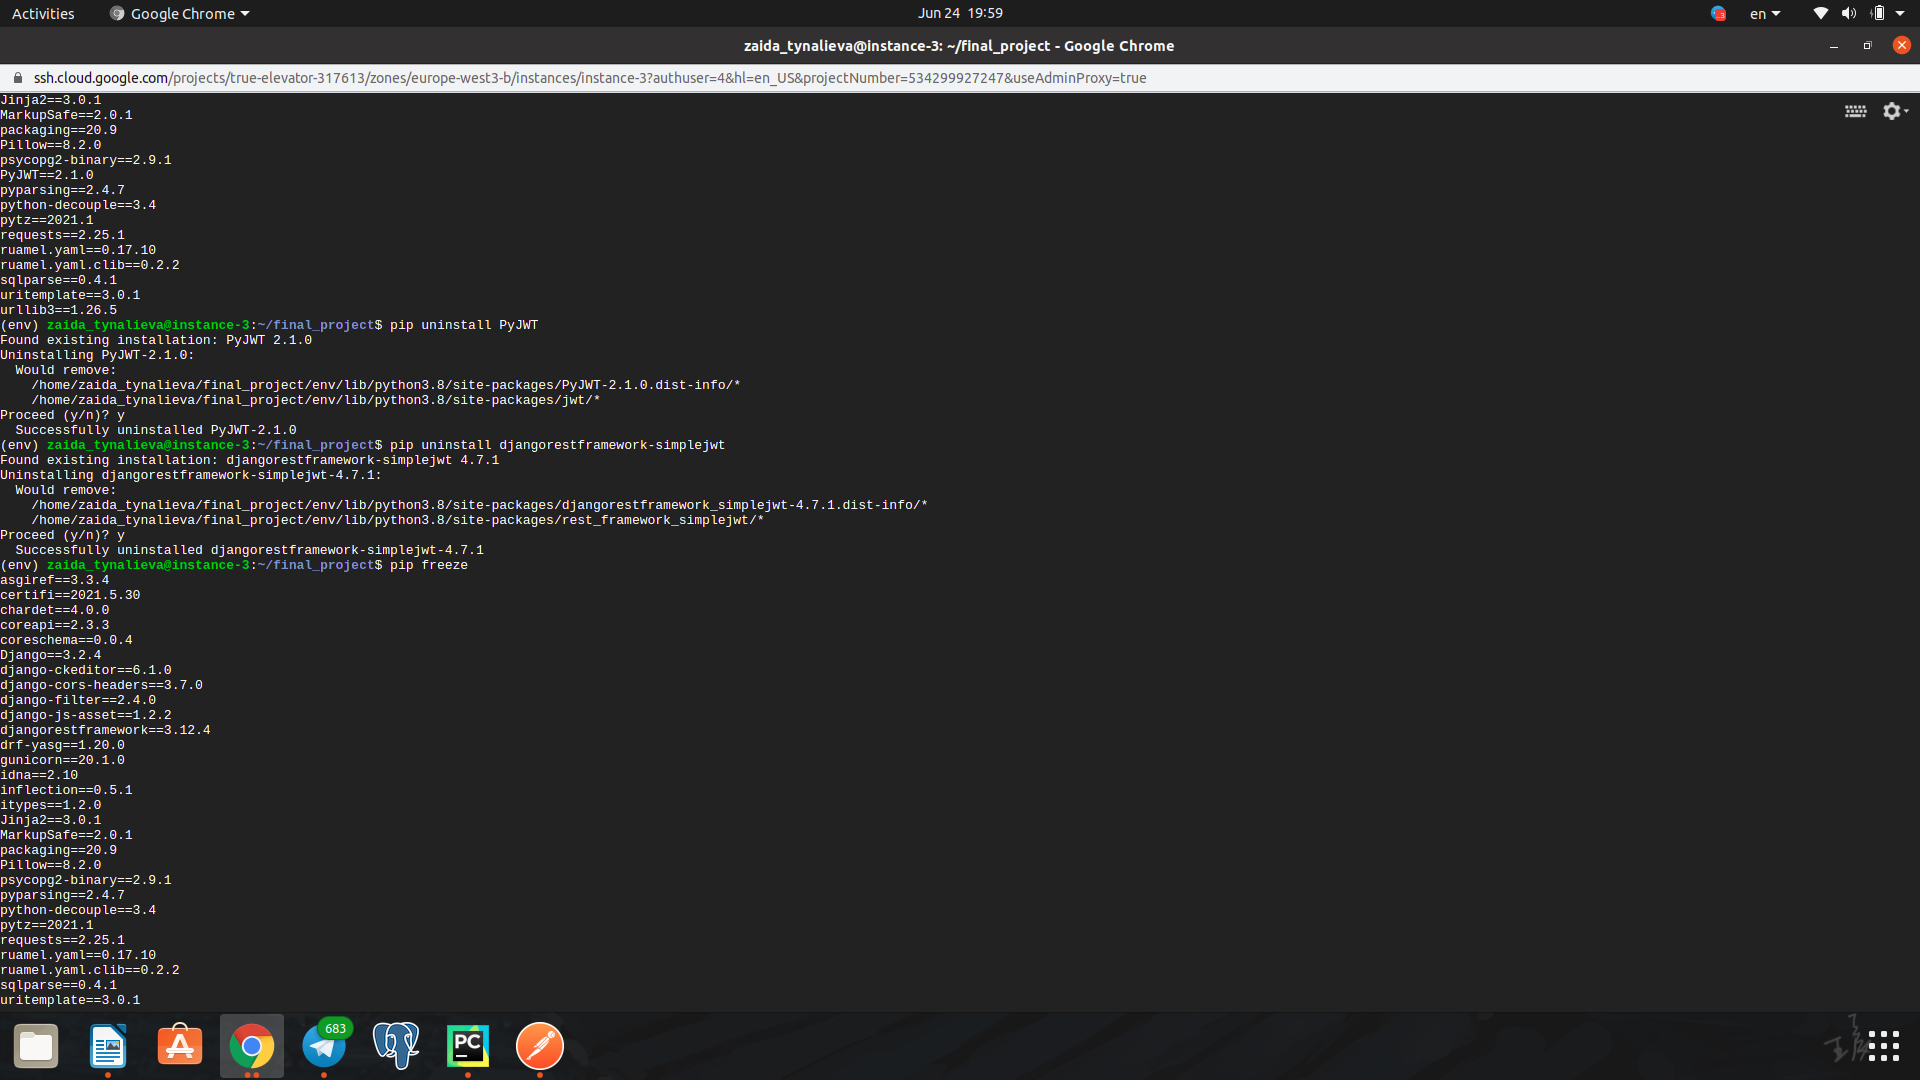 Activities
Google Chrome
Jun 24 19:59
en
zaida_tynalieva@instance-3: ~/final_project - Google Chrome
ssh.cloud.google.com/projects/true-elevator-317613/zones/europe-west3-b/instances/instance-3?authuser=4&hl=en_US&projectNumber=534299927247&useAdminProxy=true
Jinja2==3.0.1
MarkupSafe==2.0.1
packaging==20.9
Pillow==8.2.0
psycopg2-binary==2.9.1
PyJWT==2.1.0
pyparsing==2.4.7
python-decouple==3.4
pytz==2021.1
requests==2.25.1
ruamel.yaml==0.17.10
ruamel.yaml.clib==0.2.2
sqlparse==0.4.1
uritemplate==3.0.1
urllib3==1.26.5
(env) zaida_tynalieva@instance-3:~/final_project$ pip uninstall PyJWT
Found existing installation: PyJWT 2.1.0
Uninstalling PyJWT-2.1.0:
  Would remove:
    /home/zaida_tynalieva/final_project/env/lib/python3.8/site-packages/PyJWT-2.1.0.dist-info/*
    /home/zaida_tynalieva/final_project/env/lib/python3.8/site-packages/jwt/*
Proceed (y/n)? y
  Successfully uninstalled PyJWT-2.1.0
(env) zaida_tynalieva@instance-3:~/final_project$ pip uninstall djangorestframework-simplejwt
Found existing installation: djangorestframework-simplejwt 4.7.1
Uninstalling djangorestframework-simplejwt-4.7.1:
  Would remove:
    /home/zaida_tynalieva/final_project/env/lib/python3.8/site-packages/djangorestframework_simplejwt-4.7.1.dist-info/*
    /home/zaida_tynalieva/final_project/env/lib/python3.8/site-packages/rest_framework_simplejwt/*
Proceed (y/n)? y
  Successfully uninstalled djangorestframework-simplejwt-4.7.1
(env) zaida_tynalieva@instance-3:~/final_project$ pip freeze
asgiref==3.3.4
certifi==2021.5.30
chardet==4.0.0
coreapi==2.3.3
coreschema==0.0.4
Django==3.2.4
django-ckeditor==6.1.0
django-cors-headers==3.7.0
django-filter==2.4.0
django-js-asset==1.2.2
djangorestframework==3.12.4
drf-yasg==1.20.0
gunicorn==20.1.0
idna==2.10
inflection==0.5.1
itypes==1.2.0
Jinja2==3.0.1
MarkupSafe==2.0.1
packaging==20.9
Pillow==8.2.0
psycopg2-binary==2.9.1
pyparsing==2.4.7
python-decouple==3.4
pytz==2021.1
requests==2.25.1
ruamel.yaml==0.17.10
ruamel.yaml.clib==0.2.2
sqlparse==0.4.1
uritemplate==3.0.1
683
PC